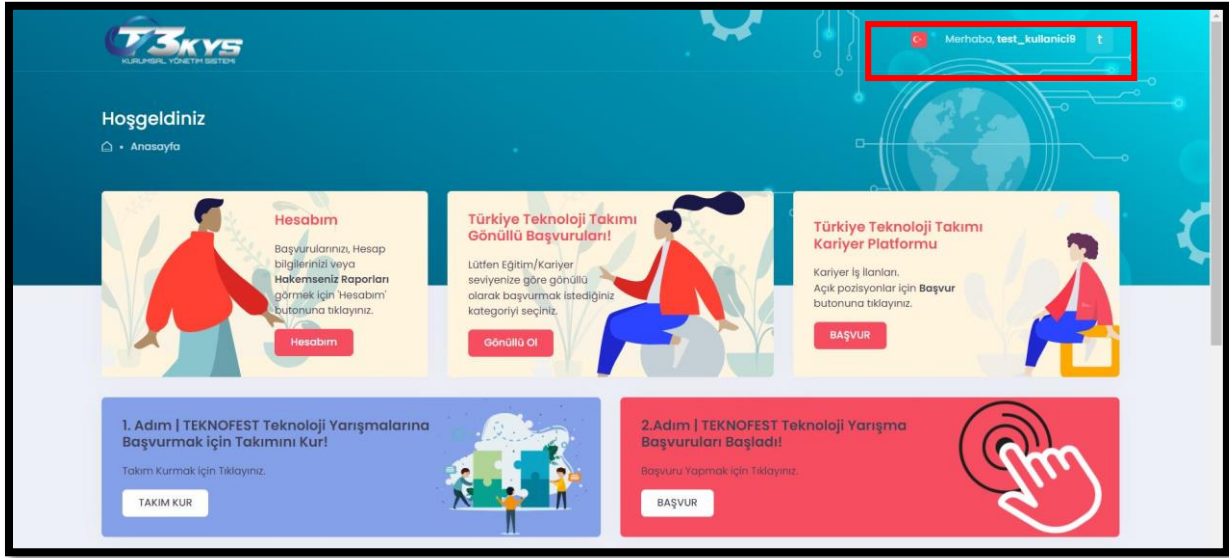 T3KYS
KURUMSAL YÖNETİM SİSTEMİ
Merhaba, test_kullanici9
t
Hoşgeldiniz
Anasayfa
Hesabım
Başvurularınızı, Hesap
bilgilerinizi veya
Hakemseniz Raporları
görmek için 'Hesabım'
butonuna tıklayınız.
Hesabım
Türkiye Teknoloji Takımı
Gönüllü Başvuruları!
Lütfen Eğitim/Kariyer
seviyenize göre gönüllü
olarak başvurmak istediğiniz
kategoriyi seçiniz.
Gönüllü Ol
Türkiye Teknoloji Takımı
Kariyer Platformu
Kariyer İş İlanları.
Açık pozisyonlar için Başvur
butonuna tıklayınız.
BAŞVUR
1. Adım | TEKNOFEST Teknoloji Yarışmalarına
Başvurmak için Takımını Kur!
Takım Kurmak İçin Tıklayınız.
TAKIM KUR
2.Adım | TEKNOFEST Teknoloji Yarışma
Başvuruları Başladı!
Başvuru Yapmak İçin Tıklayınız.
BAŞVUR